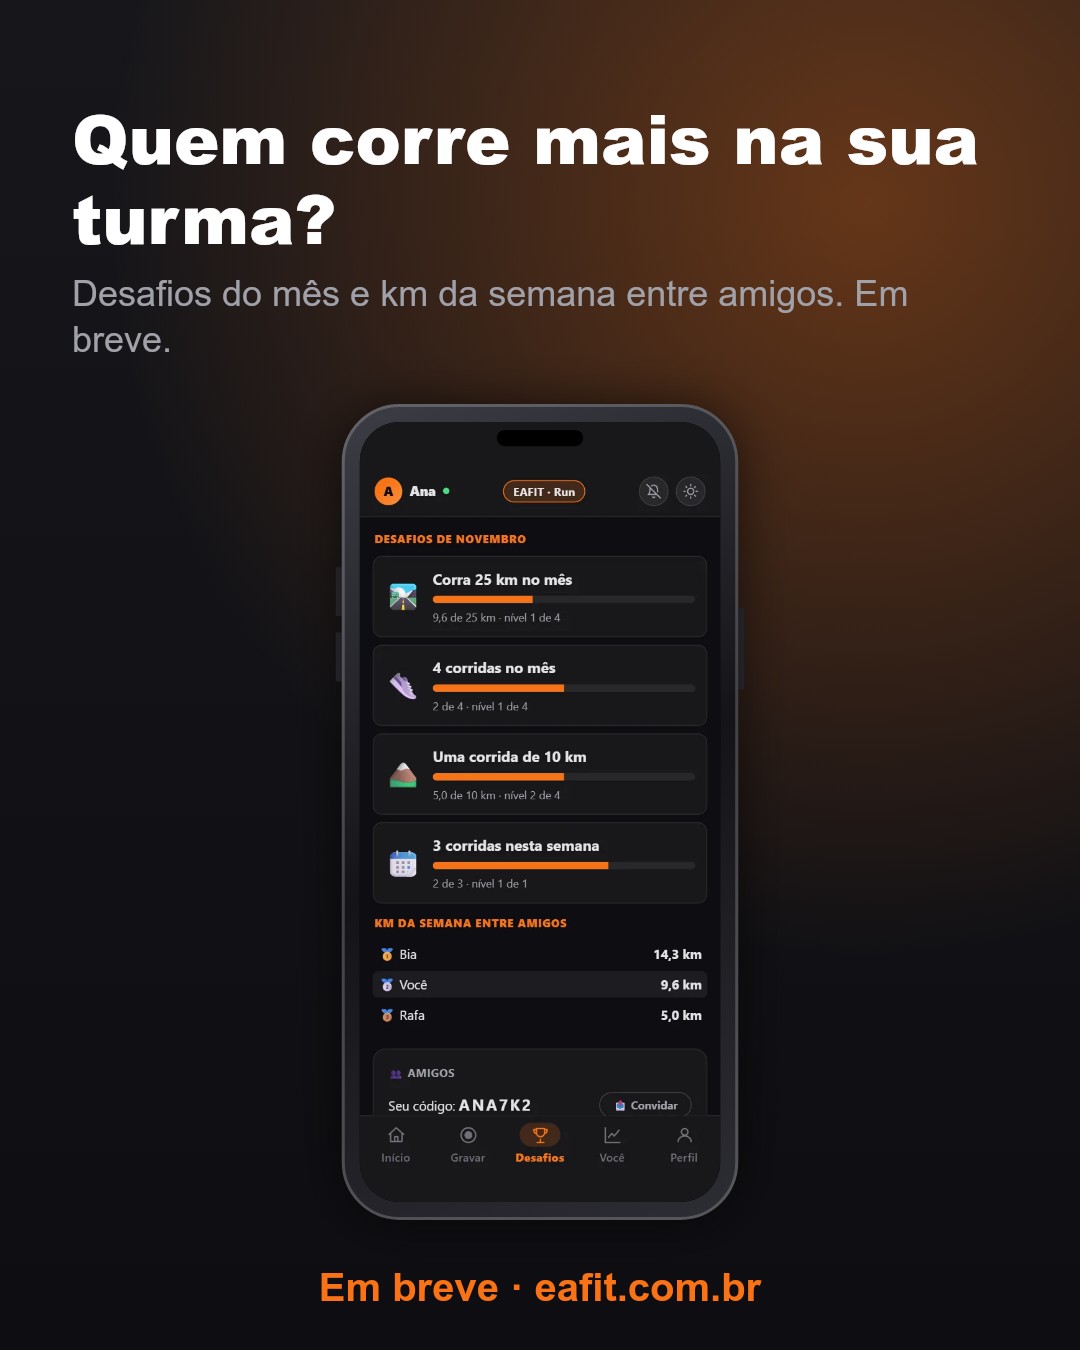 Quem corre mais na sua
turma?
Desafios do mês e km da semana entre amigos. Em
breve.
A Ana EAFIT · Run
DESAFIOS DE NOVEMBRO
Corra 25 km no mês
9,6 de 25 km · nível 1 de 4
4 corridas no mês
2 de 4 · nível 1 de 4
Uma corrida de 10 km
5,0 de 10 km · nível 2 de 4
3 corridas nesta semana
2 de 3 · nível 1 de 1
KM DA SEMANA ENTRE AMIGOS
Bia 14,3 km
Você 9,6 km
Rafa 5,0 km
AMIGOS
Seu código: ANA7K2 Convidar
Início Gravar Desafios Você Perfil
Em breve · eafit.com.br